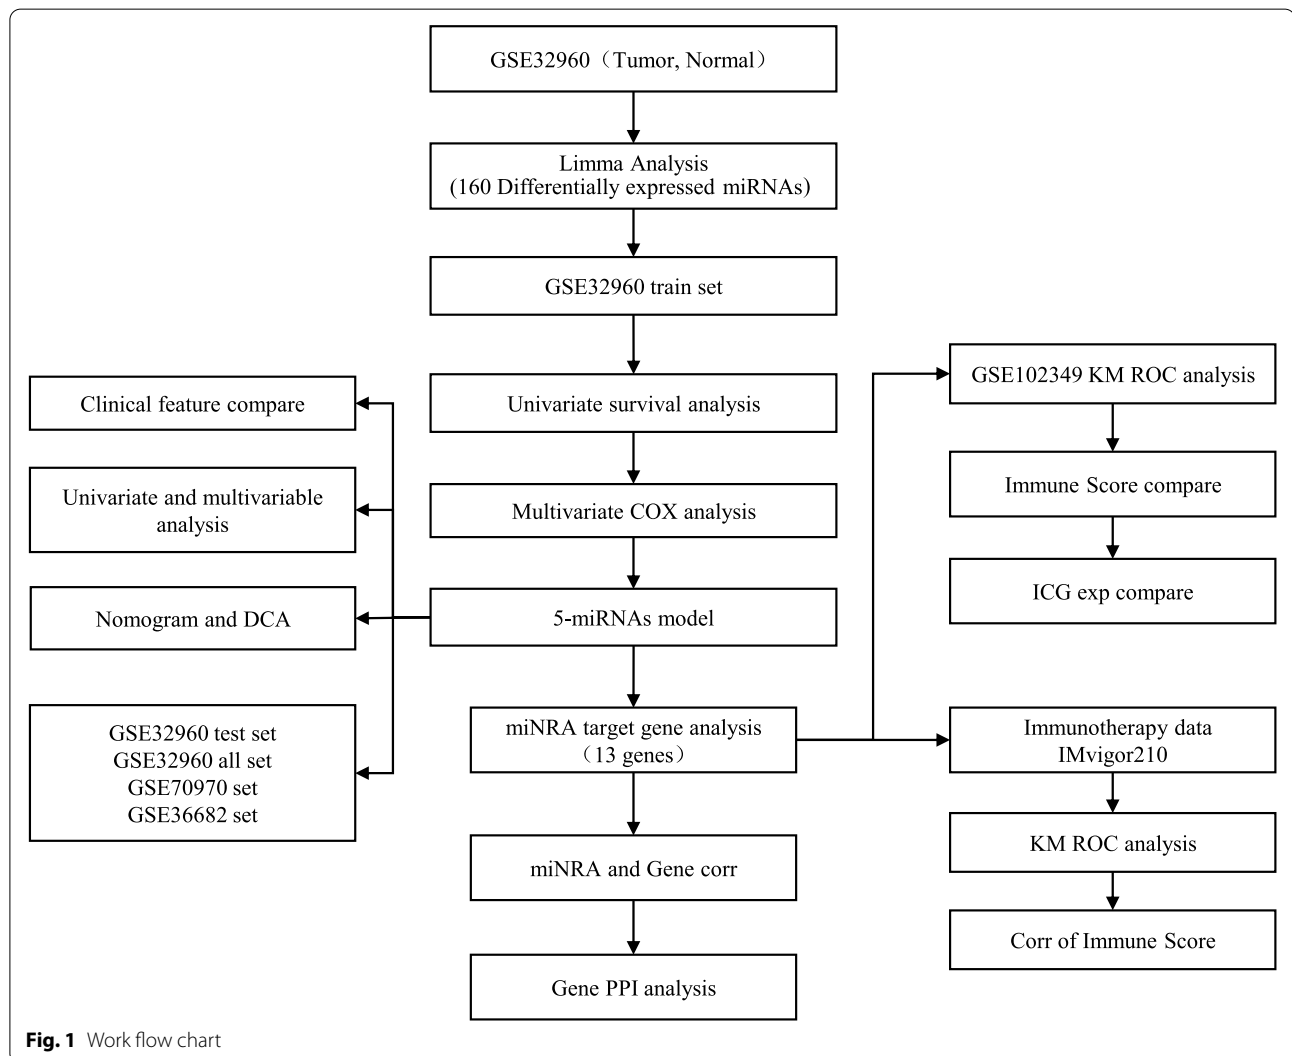 GSE32960（Tumor, Normal）
Limma Analysis
(160 Differentially expressed miRNAs)
GSE32960 train set
Univariate survival analysis
Multivariate COX analysis
5-miRNAs model
miNRA target gene analysis
（13 genes）
miNRA and Gene corr
Gene PPI analysis
Clinical feature compare
Univariate and multivariable
analysis
Nomogram and DCA
GSE32960 test set
GSE32960 all set
GSE70970 set
GSE36682 set
GSE102349 KM ROC analysis
Immune Score compare
ICG exp compare
Immunotherapy data
IMvigor210
KM ROC analysis
Corr of Immune Score
Fig. 1 Work flow chart